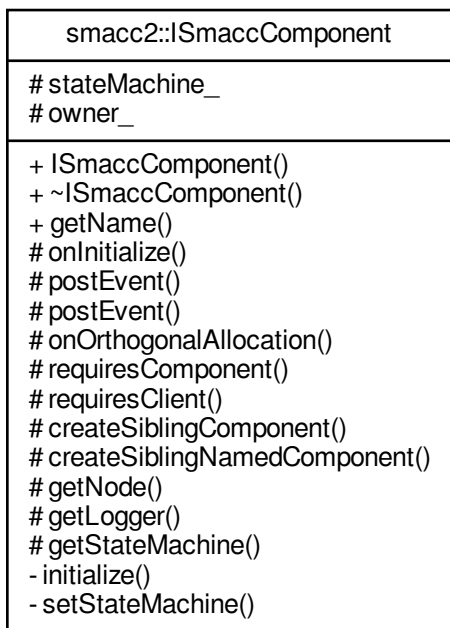 smacc2::ISmaccComponent
# stateMachine_
# owner_
+ ISmaccComponent()
+ ~ISmaccComponent()
+ getName()
# onInitialize()
# postEvent()
# postEvent()
# onOrthogonalAllocation()
# requiresComponent()
# requiresClient()
# createSiblingComponent()
# createSiblingNamedComponent()
# getNode()
# getLogger()
# getStateMachine()
- initialize()
- setStateMachine()